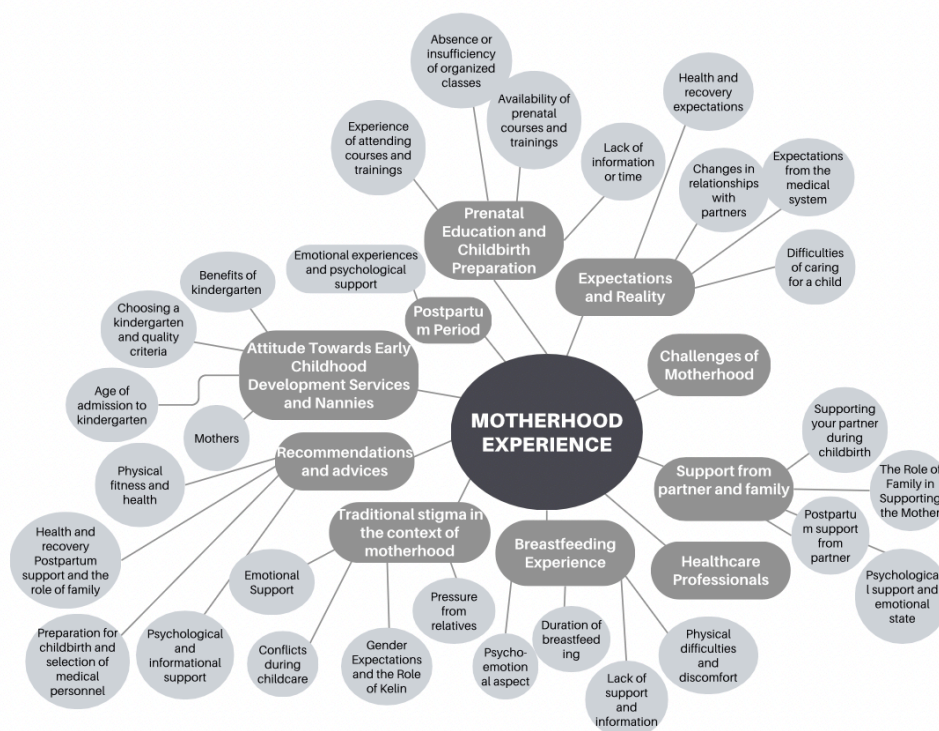 Absence or
insufficiency
of organized
classes
Health and
recovery
expectations
Availability of
prenatal
courses and
trainings
Experience
of attending
courses and
trainings
Lack of
information
or time
Changes in
relationships
with
partners
Expectations
from the
medical
system
Prenatal
Education and
Childbirth
Preparation
Difficulties
of caring
for a child
Emotional experiences
and psychological
support
Expectations
and Reality
Benefits of
kindergarten
Postpartu
m Period
Choosing a
kindergarten
and quality
criteria
Attitude Towards Early
Childhood
Development Services
and Nannies
Challenges of
Motherhood
Age of
admission to
kindergarten
MOTHERHOOD
EXPERIENCE
Mothers
Supporting
your partner
during
childbirth
Recommendations
and advices
Physical
fitness and
health
Support from
partner and family
The Role of
Family in
Supporting
the Mother
Traditional stigma in
the context of
motherhood
Postpartu
m support
from
partner
Health and
recovery
Postpartum
support and the
role of family
Breastfeeding
Experience
Healthcare
Professionals
Emotional
Support
Psychologica
l support and
emotional
state
Pressure
from
relatives
Preparation for
childbirth and
selection of
medical
personnel
Psychological
and
informational
support
Conflicts
during
childcare
Gender
Expectations
and the Role
of Kelin
Psycho-
emotion
al aspect
Duration of
breastfeed
ing
Physical
difficulties
and
discomfort
Lack of
support
and
information